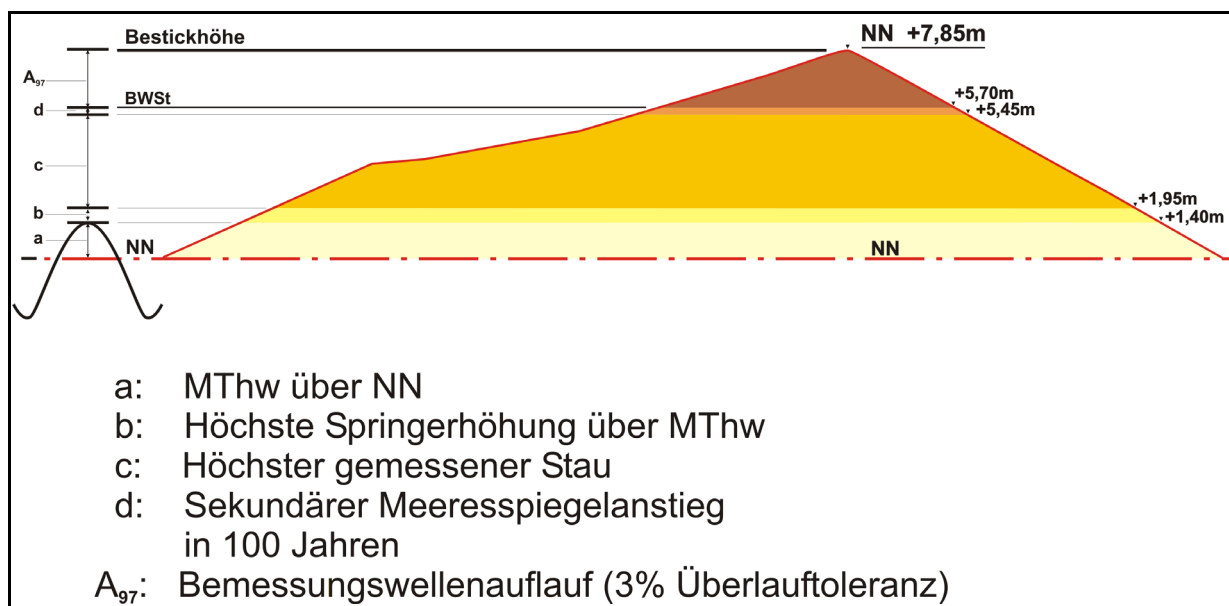 Bestickhöhe
NN +7,85m
A97
BWSt
+5,70m
d
+5,45m
c
+1,95m
b
+1,40m
a
NN
NN
a: MThw über NN
b: Höchste Springerhöhung über MThw
c: Höchster gemessener Stau
d: Sekundärer Meeresspiegelanstieg
in 100 Jahren
A97: Bemessungswellenauflauf (3% Überlauftoleranz)